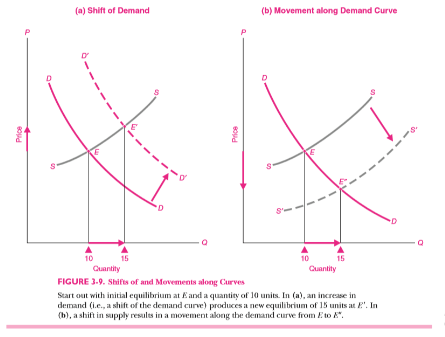 (a) Shift of Demand
(b) Movement along Demand Curve
P
D'
D
S
E'
E
S
D'
D
Price
Q
10
15
Quantity
P
D
S
S'
E
S
E"
S'
D
Price
Q
10
15
Quantity
FIGURE 3-9. Shifts of and Movements along Curves
Start out with initial equilibrium at E and a quantity of 10 units. In (a), an increase in
demand (i.e., a shift of the demand curve) produces a new equilibrium of 15 units at E'. In
(b), a shift in supply results in a movement along the demand curve from E to E".